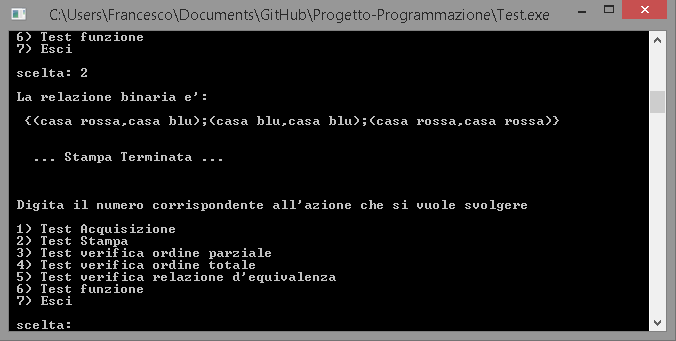 C:\Users\Francesco\Documents\GitHub\Progetto-Programmazione\Test.exe
6) Test funzione
7) Esci
scelta: 2
La relazione binaria e':
{(casa rossa,casa blu);(casa blu,casa blu);(casa rossa,casa rossa)}
... Stampa Terminata ...
Digita il numero corrispondente all'azione che si vuole svolgere
1) Test Acquisizione
2) Test Stampa
3) Test verifica ordine parziale
4) Test verifica ordine totale
5) Test verifica relazione d'equivalenza
6) Test funzione
7) Esci
scelta: